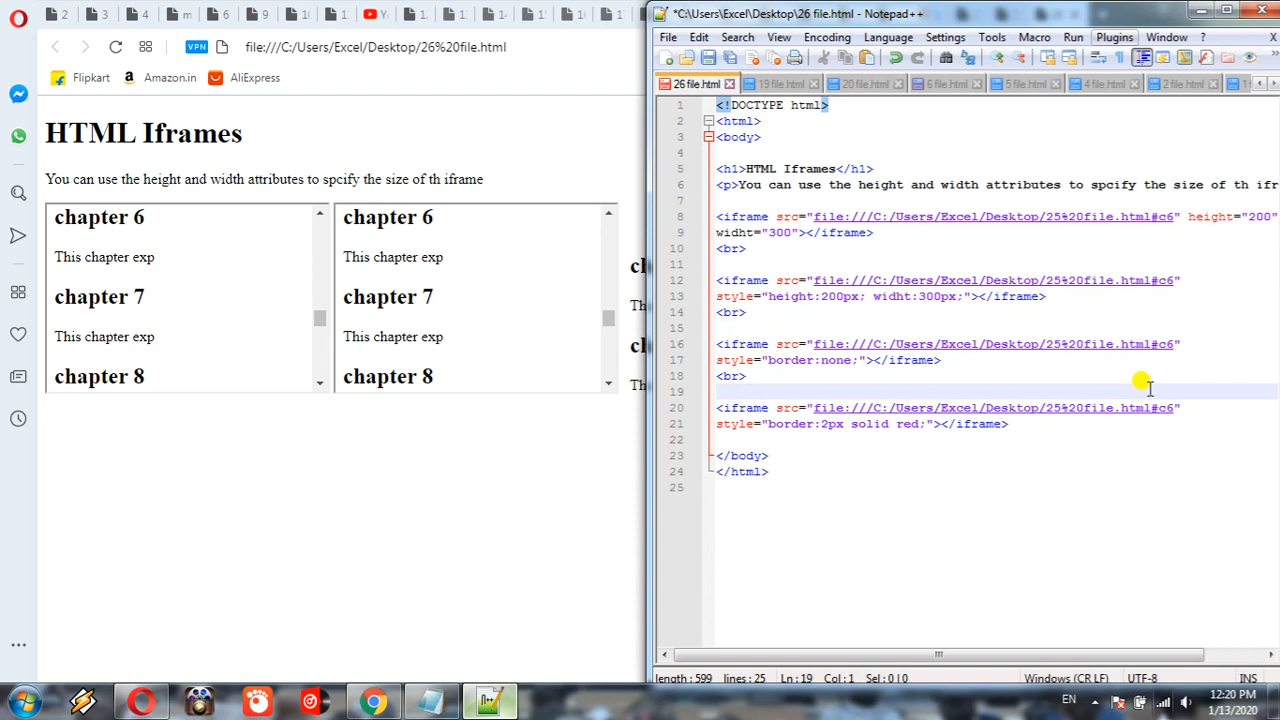 2
3
4
m
6
9
10
1
Y
12
file:///C:/Users/Excel/Desktop/26%20file.html
VPN
Flipkart
Amazon.in
AliExpress
HTML Iframes
You can use the height and width attributes to spcify the size of th iframe
chapter 6
This chapter exp
chapter 7
This chapter exp
chapter 8
chapter 6
This chapter exp
chapter 7
This chapter exp
chapter 8
*C:\Users\Excel\Desktop\26 file.html - Notepad++
File Edit Search View Encoding Language Settings Tools Macro Run Plugins Window ? X
26 file.html 19 file.html 20 file.html 6 file.html 5 file.html 4 file.html 2 file.html
1 <!DOCTYPE html>
2 <html>
3 <body>
4
5 <h1>HTML Iframes</h1>
6 <p>You can use the height and width attributes to spcify the size of th ifr
7
8 <iframe src="file:///C:/Users/Excel/Desktop/25%20file.html#c6" height="200"
9 widht="300"></iframe>
10 <br>
11
12 <iframe src="file:///C:/Users/Excel/Desktop/25%20file.html#c6"
13 style="height:200px; widht:300px;"></iframe>
14 <br>
15
16 <iframe src="file:///C:/Users/Excel/Desktop/25%20file.html#c6"
17 style="border:none;"></iframe>
18 <br>
19
20 <iframe src="file:///C:/Users/Excel/Desktop/25%20file.html#c6"
21 style="border:2px solid red;"></iframe>
22
23 </body>
24 </html>
25
length : 599 lines : 25 Ln : 19 Col : 1 Sel : 0 | 0 Windows (CR LF) UTF-8 INS
EN
12:20 PM
1/13/2020